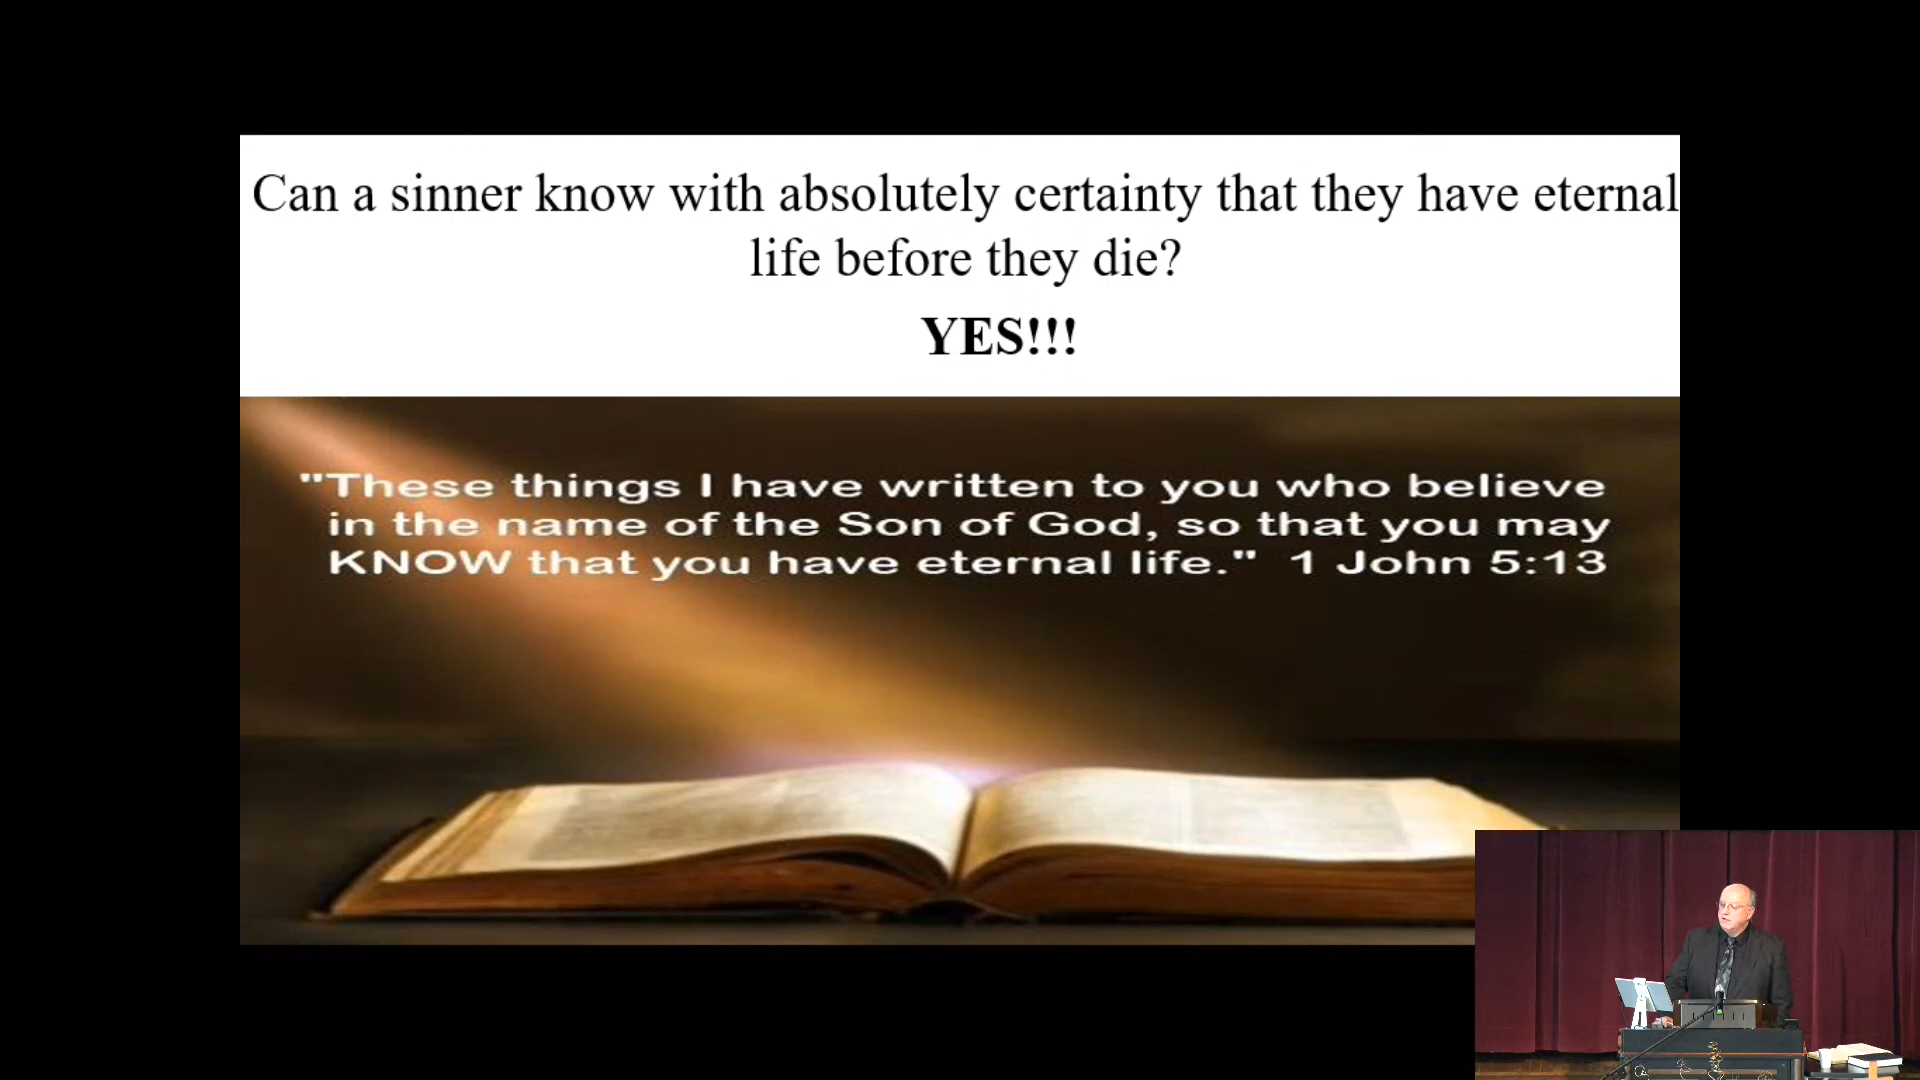 Can a sinner know with absolutely certainty that they have eternal
life before they die?
YES!!!
"These things I have written to you who believe
in the name of the Son of God, so that you may
KNOW that you have eternal life." 1 John 5:13